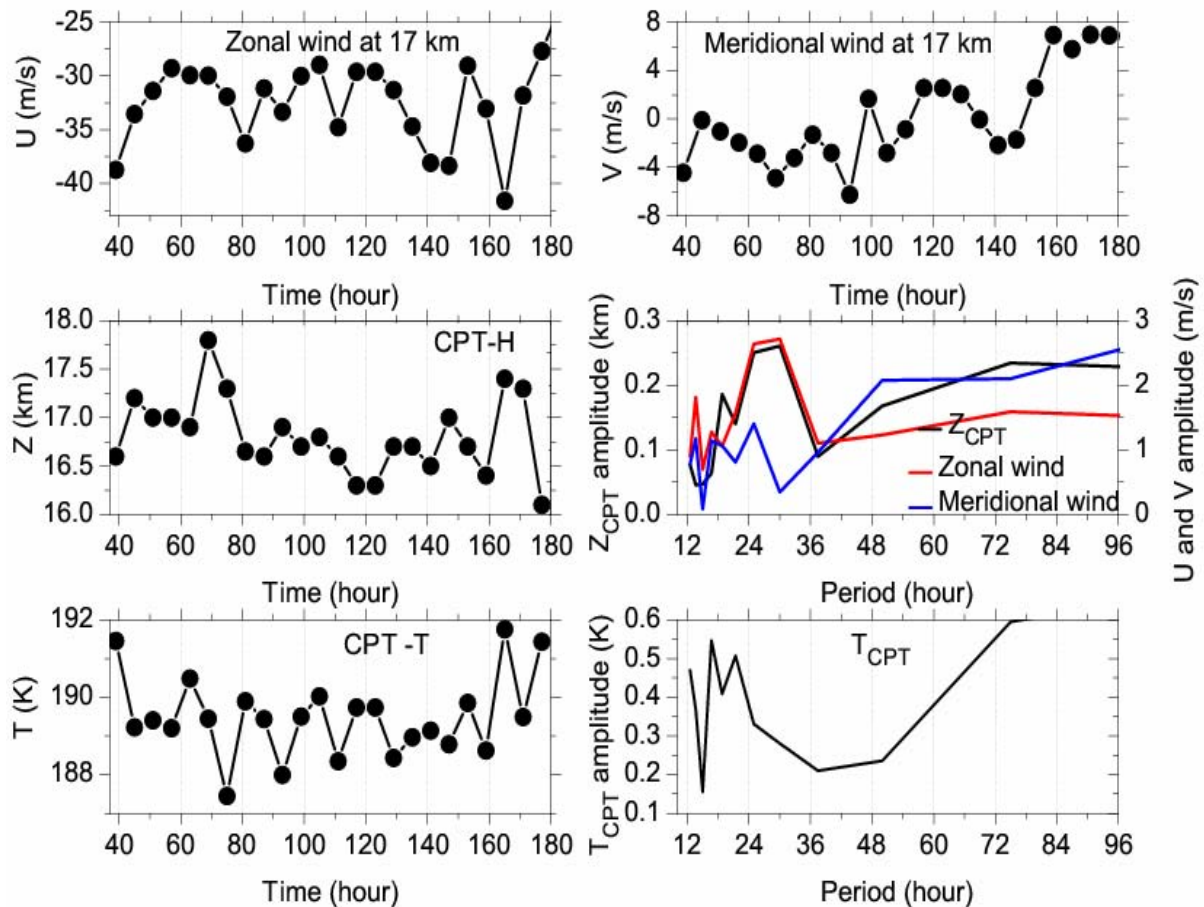 Zonal wind at 17 km
U (m/s)
-25
-30
-35
-40
40 60 80 100 120 140 160 180
Time (hour)
Meridional wind at 17 km
V (m/s)
8
4
0
-4
-8
40 60 80 100 120 140 160 180
Time (hour)
CPT-H
Z (km)
18.0
17.5
17.0
16.5
16.0
40 60 80 100 120 140 160 180
Time (hour)
Z_CPT amplitude (km)
0.3
0.2
0.1
0.0
Z_CPT
Zonal wind
Meridional wind
3
2
1
0
U and V amplitude (m/s)
12 24 36 48 60 72 84 96
Period (hour)
CPT -T
T (K)
192
190
188
40 60 80 100 120 140 160 180
Time (hour)
T_CPT
T_CPT amplitude (K)
0.6
0.5
0.4
0.3
0.2
0.1
12 24 36 48 60 72 84 96
Period (hour)